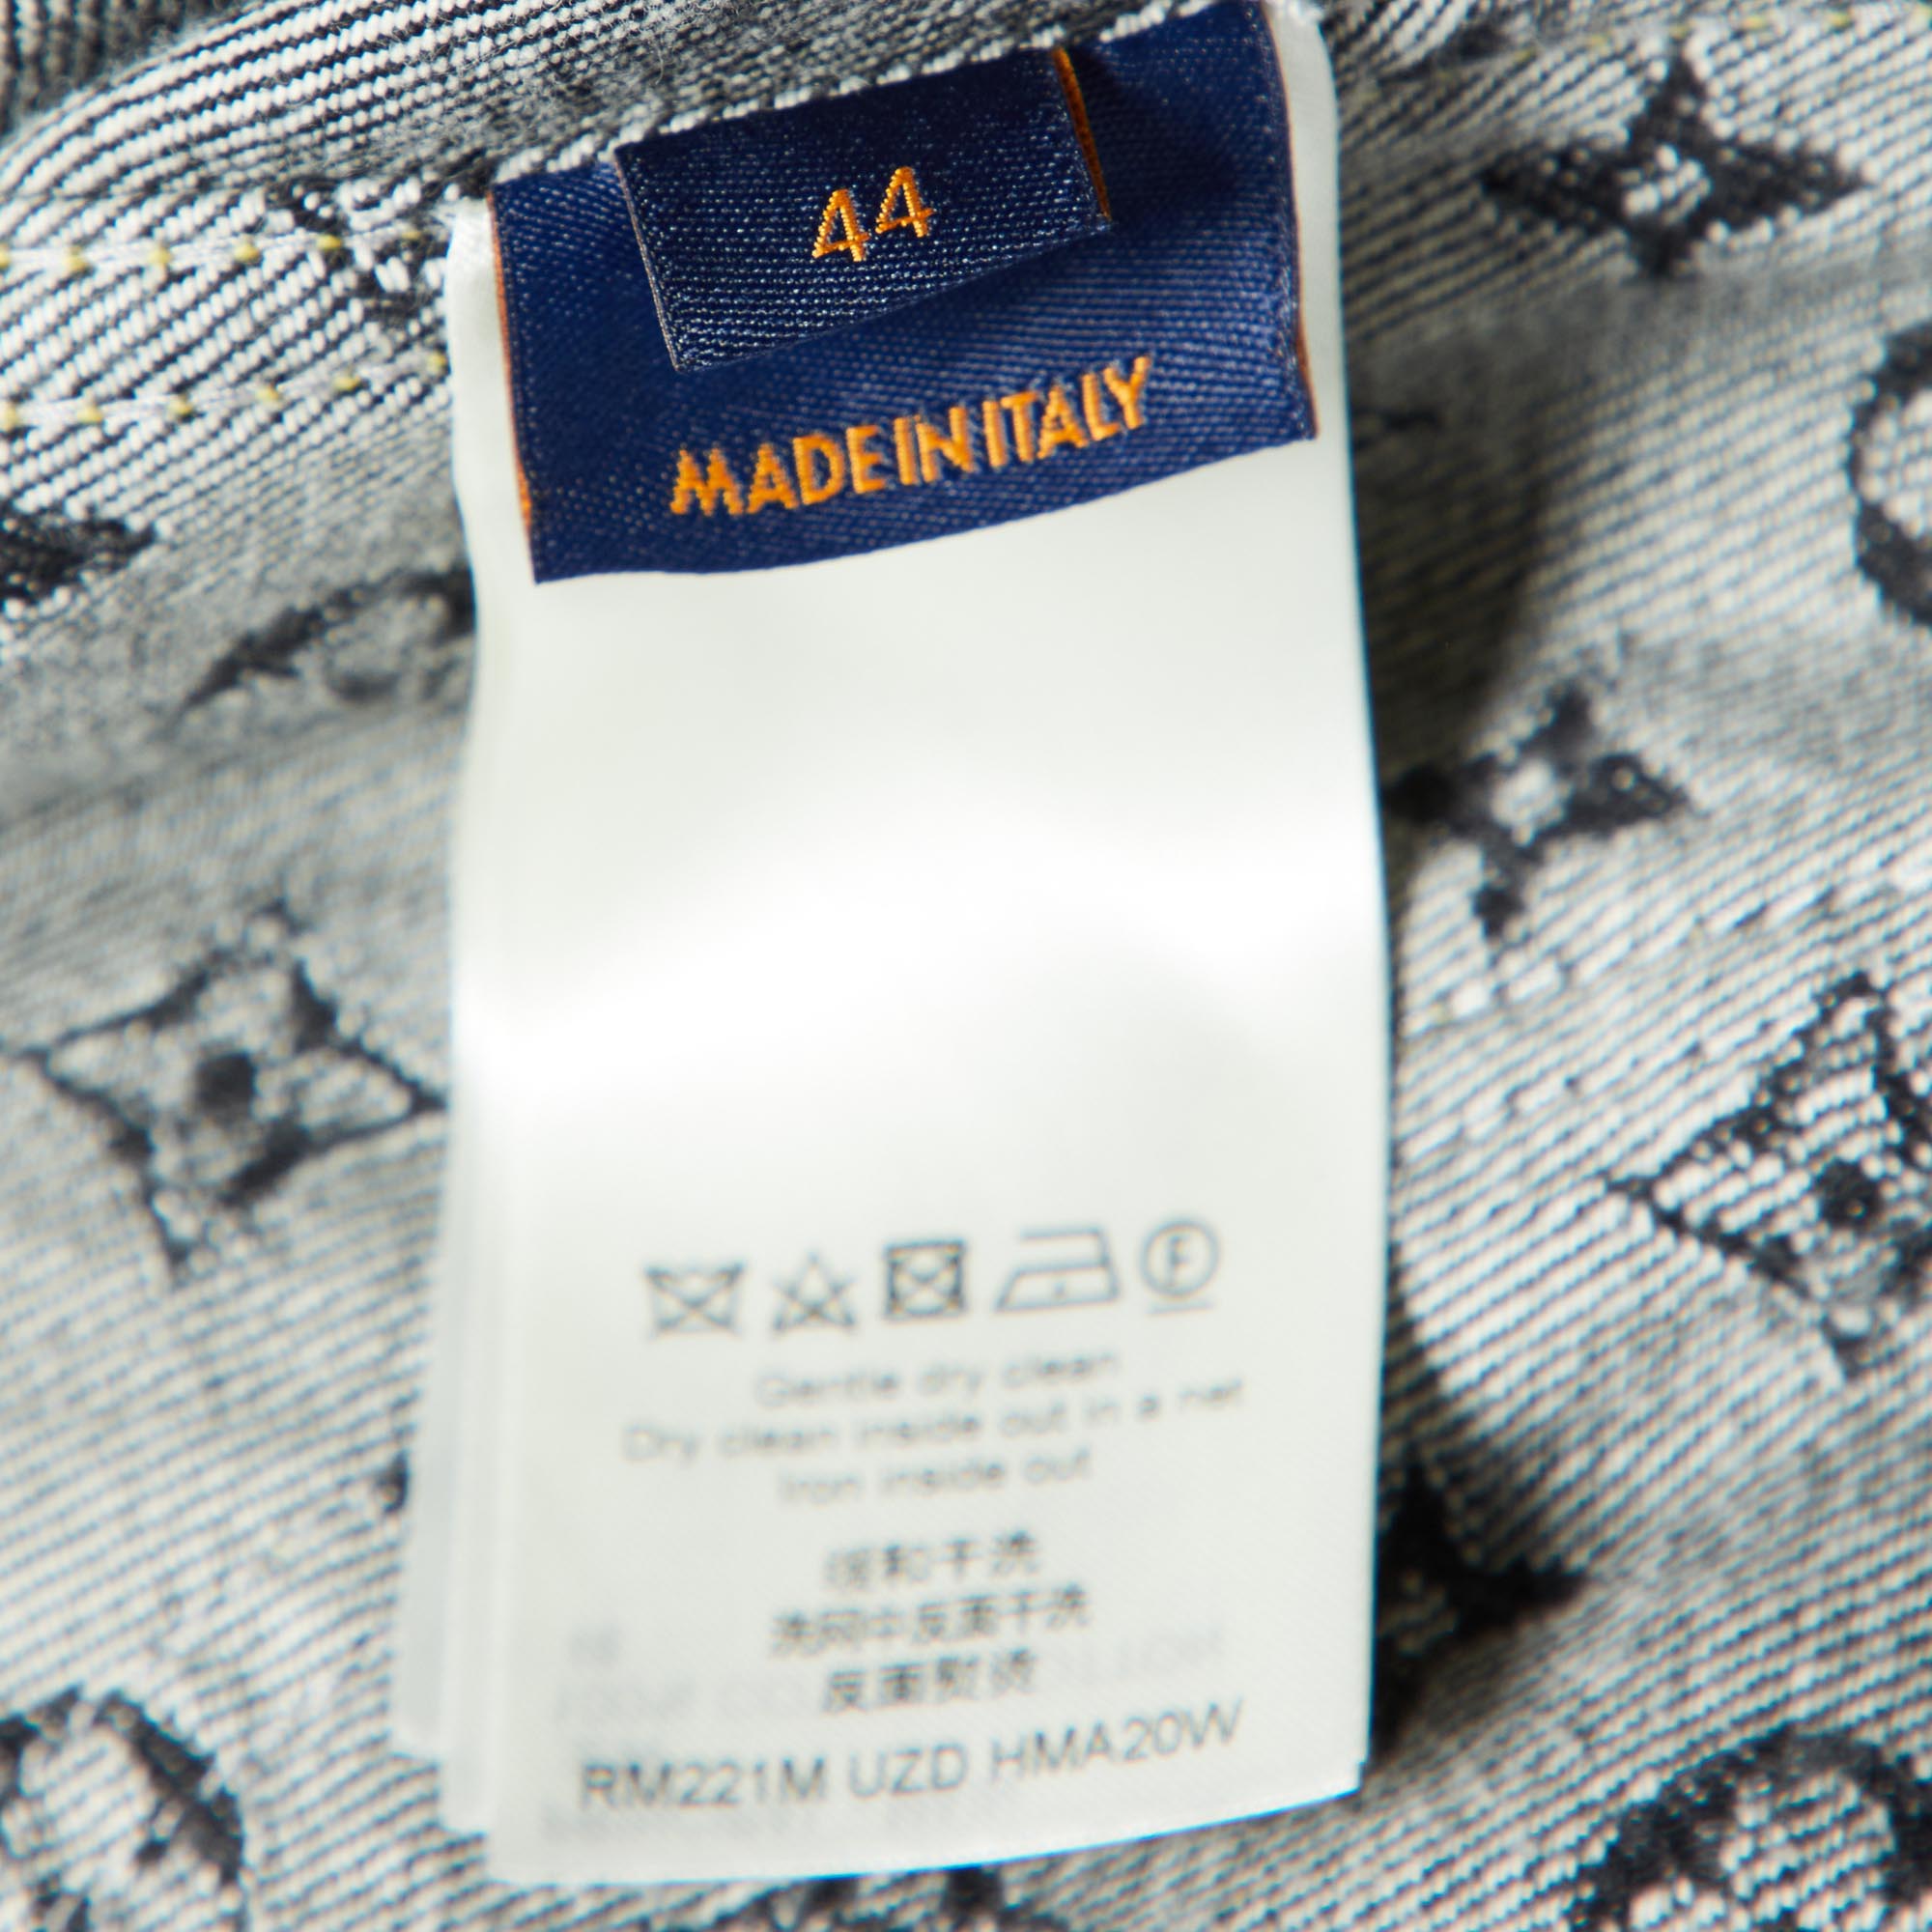 44
MADE IN ITALY
F
Gentle dry clean
Dry clean inside out in a net
Iron inside out
缓和干洗
洗网中反面干洗
反面熨烫
RM221M UZD HMA20W